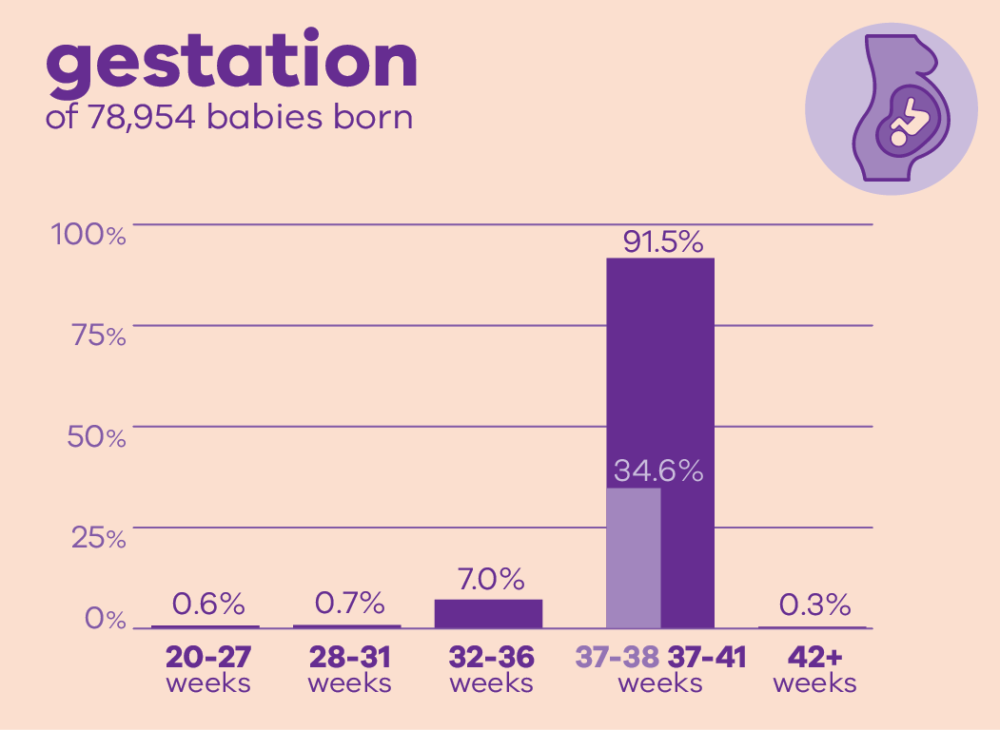 gestation
of 78,954 babies born
100%
91.5%
75%
50%
34.6%
25%
7.0%
0.6%
0.7%
0.3%
0%
20-27 28-31 32-36 37-38 37-41 42+
weeks weeks weeks weeks weeks